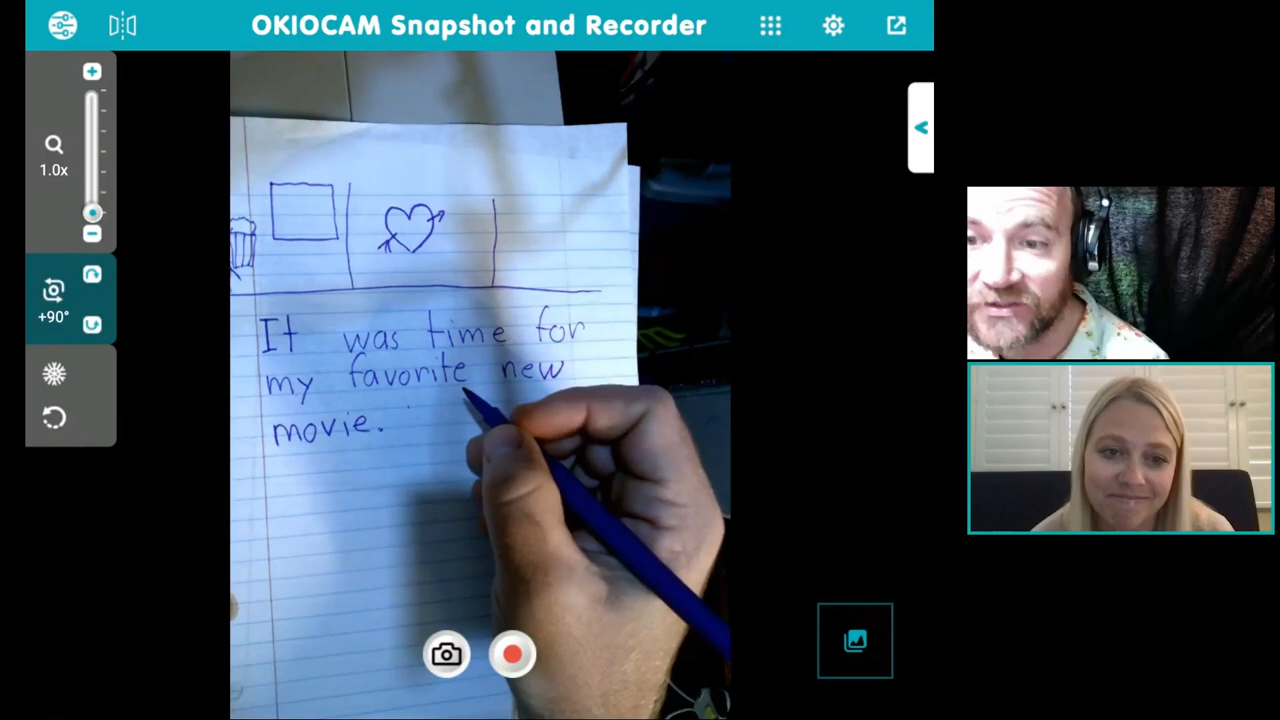 OKIOCAM Snapshot and Recorder
1.0x
+90°
It was time for
my favorite new
movie.